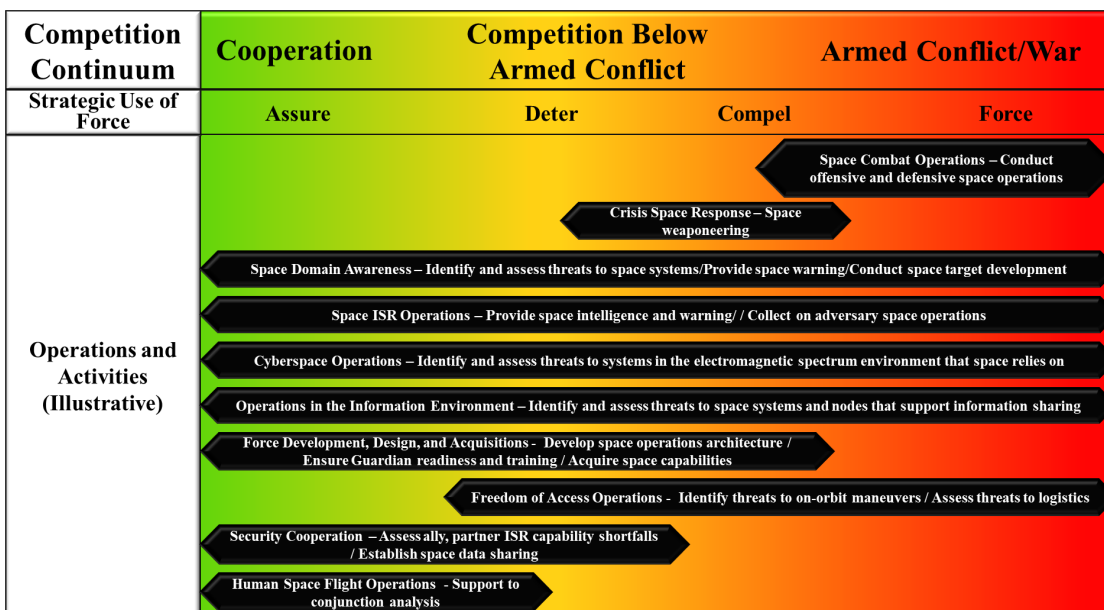 Competition
Continuum
Cooperation
Competition Below
Armed Conflict
Armed Conflict/War
Strategic Use of
Force
Assure
Deter
Compel
Force
Operations and
Activities
(Illustrative)
Space Combat Operations – Conduct
offensive and defensive space operations
Crisis Space Response – Space
weaponeering
Space Domain Awareness – Identify and assess threats to space systems/Provide space warning/Conduct space target development
Space ISR Operations – Provide space intelligence and warning/ / Collect on adversary space operations
Cyberspace Operations – Identify and assess threats to systems in the electromagnetic spectrum environment that space relies on
Operations in the Information Environment – Identify and assess threats to space systems and nodes that support information sharing
Force Development, Design, and Acquisitions - Develop space operations architecture /
Ensure Guardian readiness and training / Acquire space capabilities
Freedom of Access Operations - Identify threats to on-orbit maneuvers / Assess threats to logistics
Security Cooperation – Assess ally, partner ISR capability shortfalls
/ Establish space data sharing
Human Space Flight Operations - Support to
conjunction analysis